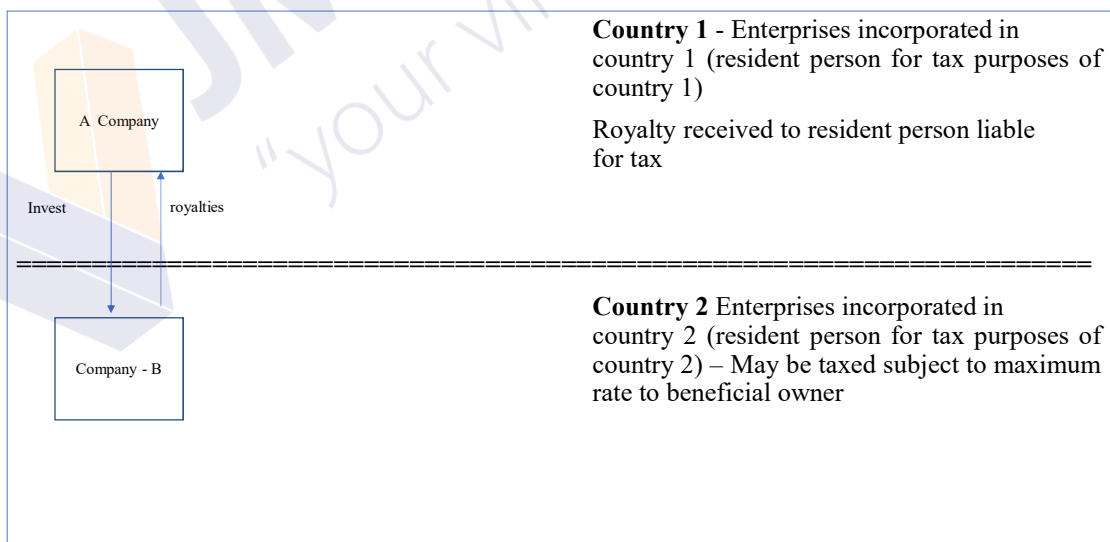 Country 1 - Enterprises incorporated in
country 1 (resident person for tax purposes of
country 1)
Royalty received to resident person liable
for tax
A Company
Invest
royalties
==========================================================================
Country 2 Enterprises incorporated in
country 2 (resident person for tax purposes of
country 2) – May be taxed subject to maximum
rate to beneficial owner
Company - B
"your